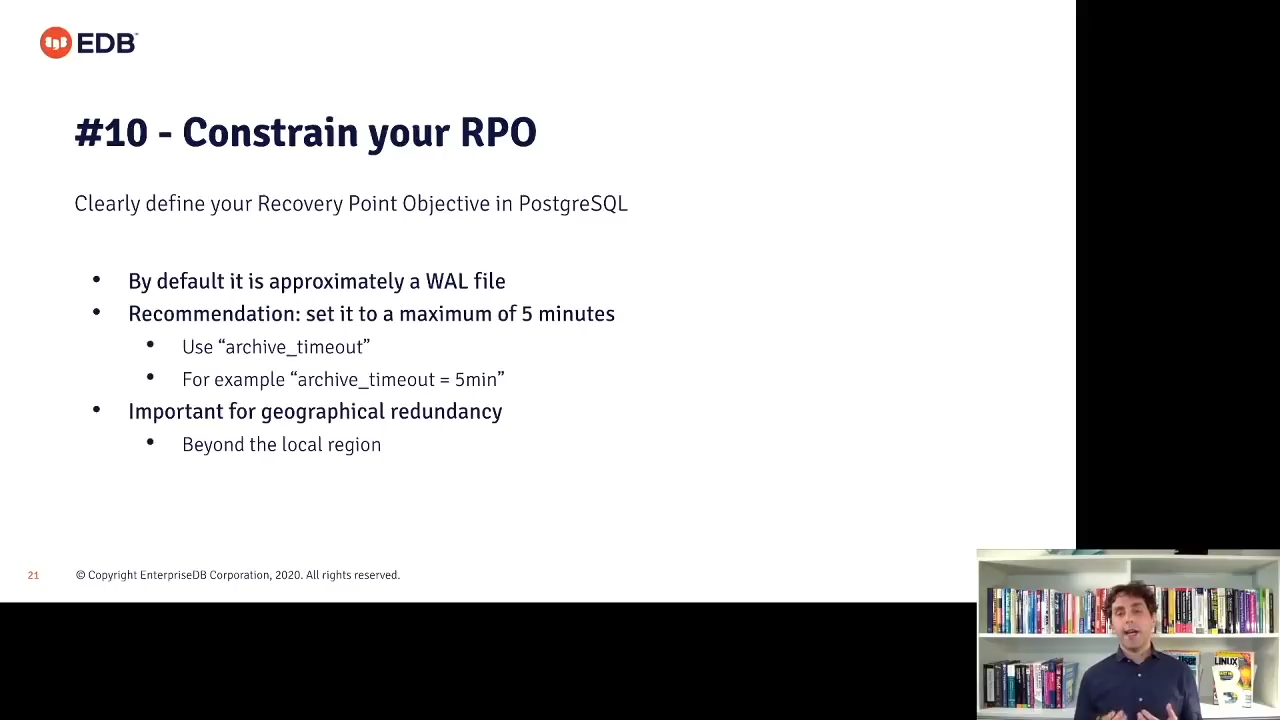 EDB
#10 - Constrain your RPO
Clearly define your Recovery Point Objective in PostgreSQL
• By default it is approximately a WAL file
• Recommendation: set it to a maximum of 5 minutes
• Use “archive_timeout”
• For example “archive_timeout = 5min”
• Important for geographical redundancy
• Beyond the local region
21
© Copyright EnterpriseDB Corporation, 2020. All rights reserved.
LINUX